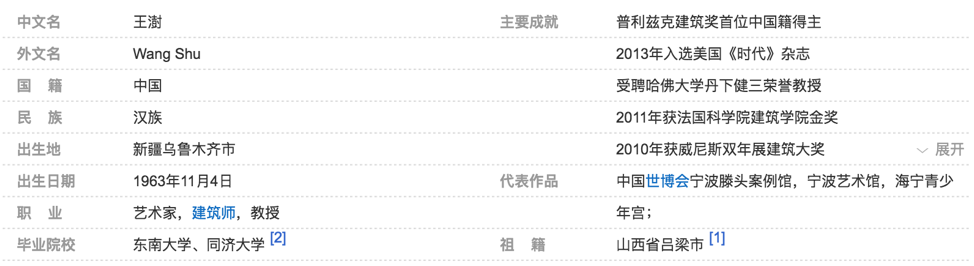 中文名 王澍
外文名 Wang Shu
国 籍 中国
民 族 汉族
出生地 新疆乌鲁木齐市
出生日期 1963年11月4日
职 业 艺术家，建筑师，教授
毕业院校 东南大学、同济大学 [2]
主要成就 普利兹克建筑奖首位中国籍得主
2013年入选美国《时代》杂志
受聘哈佛大学丹下健三荣誉教授
2011年获法国科学院建筑学院金奖
2010年获威尼斯双年展建筑大奖 展开
代表作品 中国世博会宁波滕头案例馆，宁波艺术馆，海宁青少
年宫；
祖 籍 山西省吕梁市 [1]